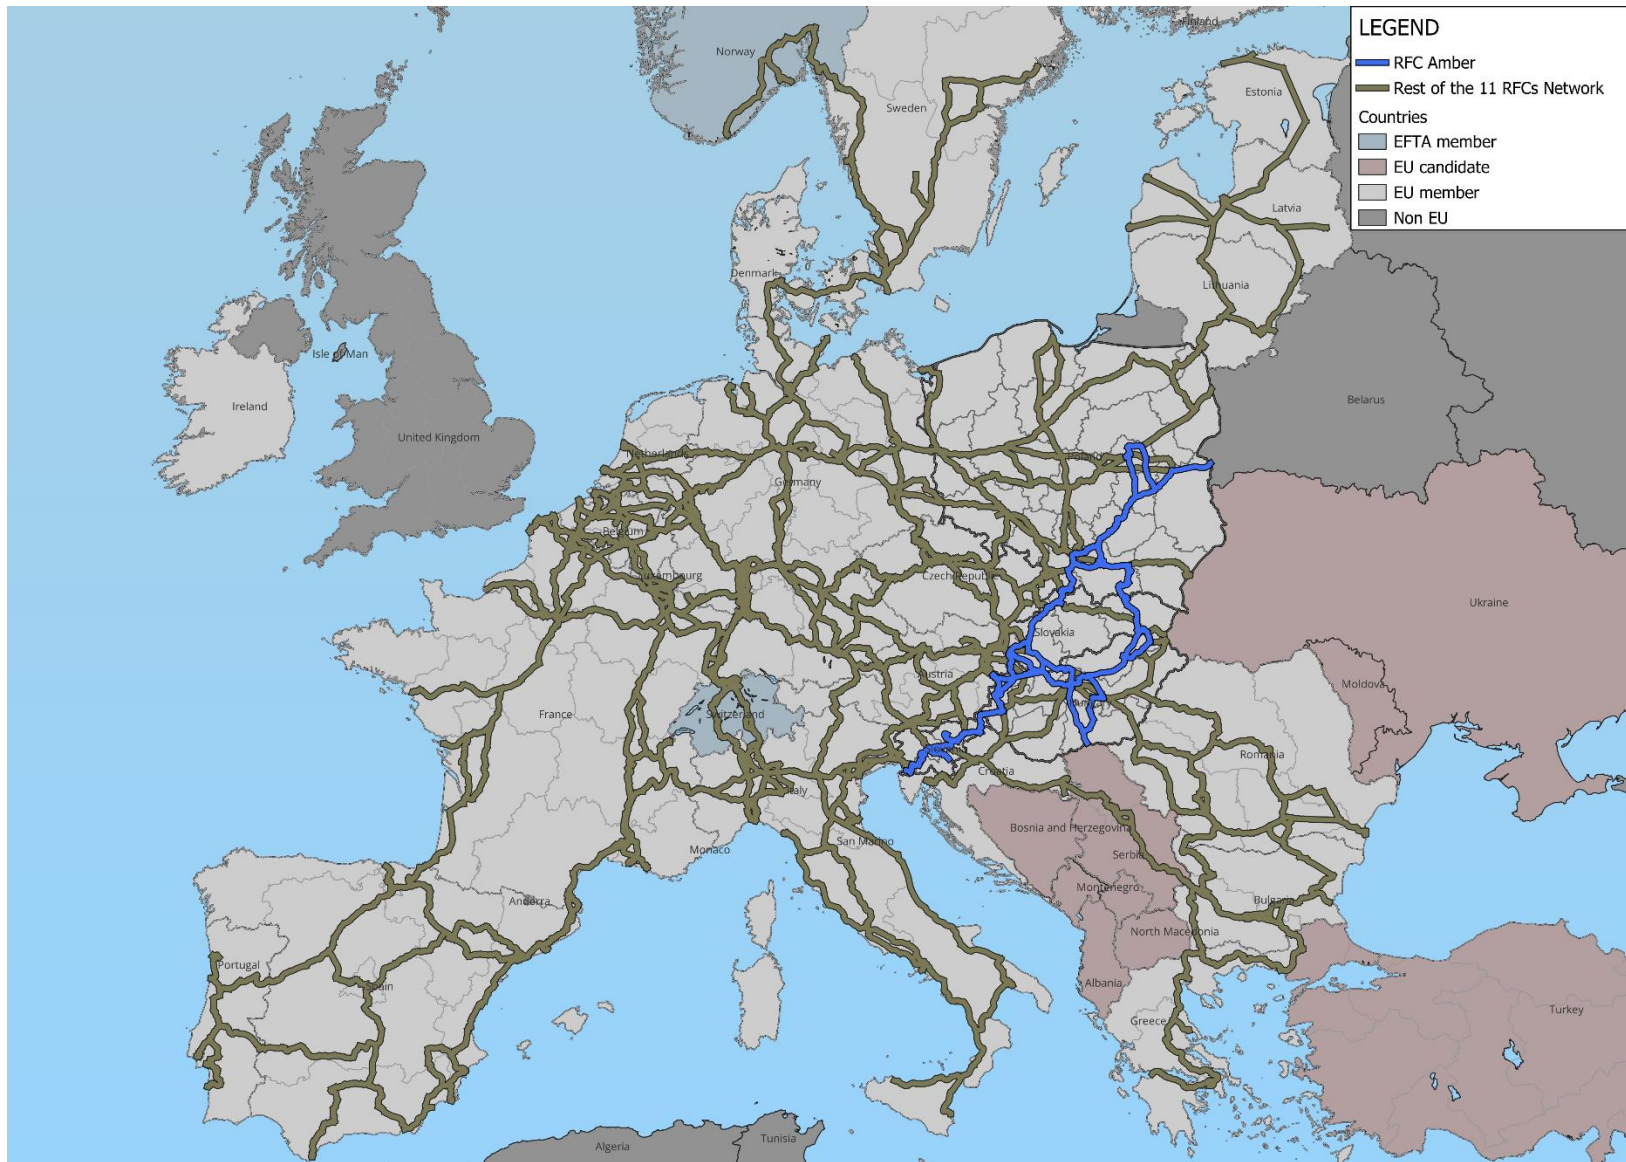 LEGEND
RFC Amber
Rest of the 11 RFCs Network
Countries
EFTA member
EU candidate
EU member
Non EU
Finland
Norway
Sweden
Estonia
Latvia
Denmark
Lithuania
Isle of Man
Ireland
United Kingdom
Belarus
Netherlands
Poland
Germany
Belgium
Luxembourg
Czech Republic
Ukraine
Slovakia
Austria
Moldova
France
Switzerland
Hungary
Slovenia
Romania
Croatia
Italy
Bosnia and Herzegovina
San Marino
Monaco
Serbia
Montenegro
Andorra
Bulgaria
North Macedonia
Portugal
Spain
Albania
Turkey
Greece
Algeria
Tunisia